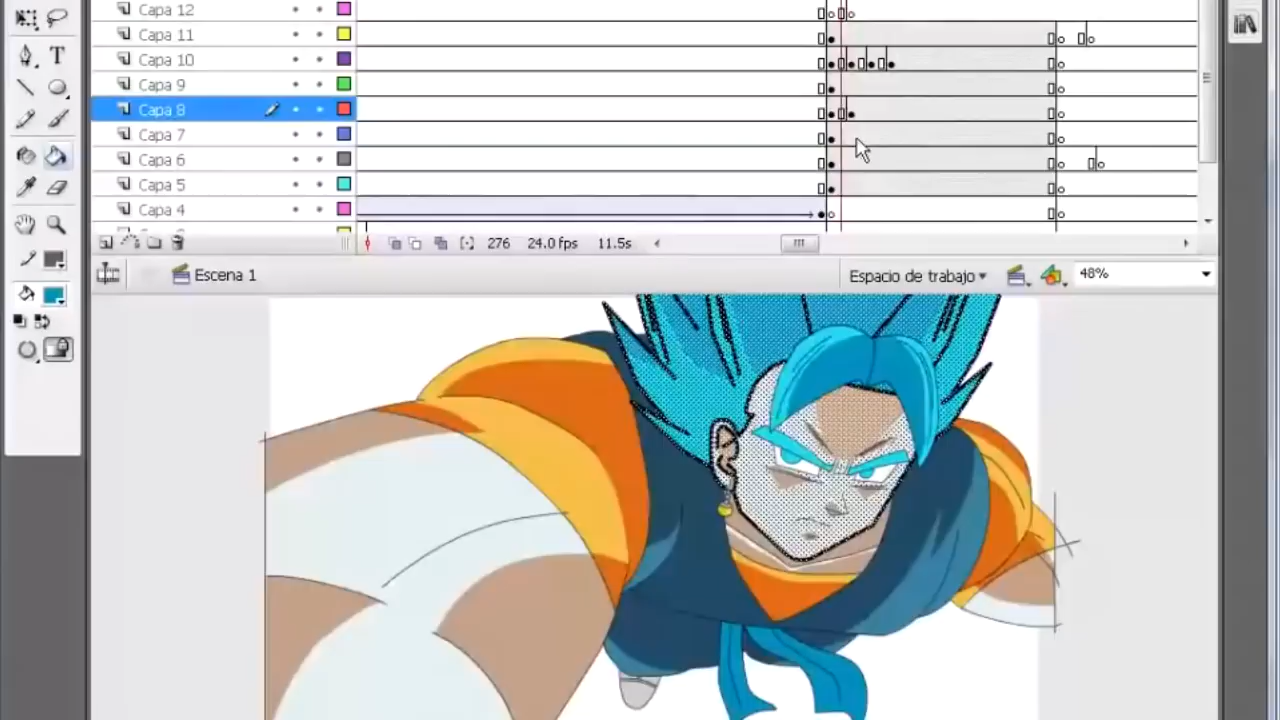 Capa 12
Capa 11
Capa 10
Capa 9
Capa 8
Capa 7
Capa 6
Capa 5
Capa 4
276 24.0 fps 11.5s
Escena 1 Espacio de trabajo 48%